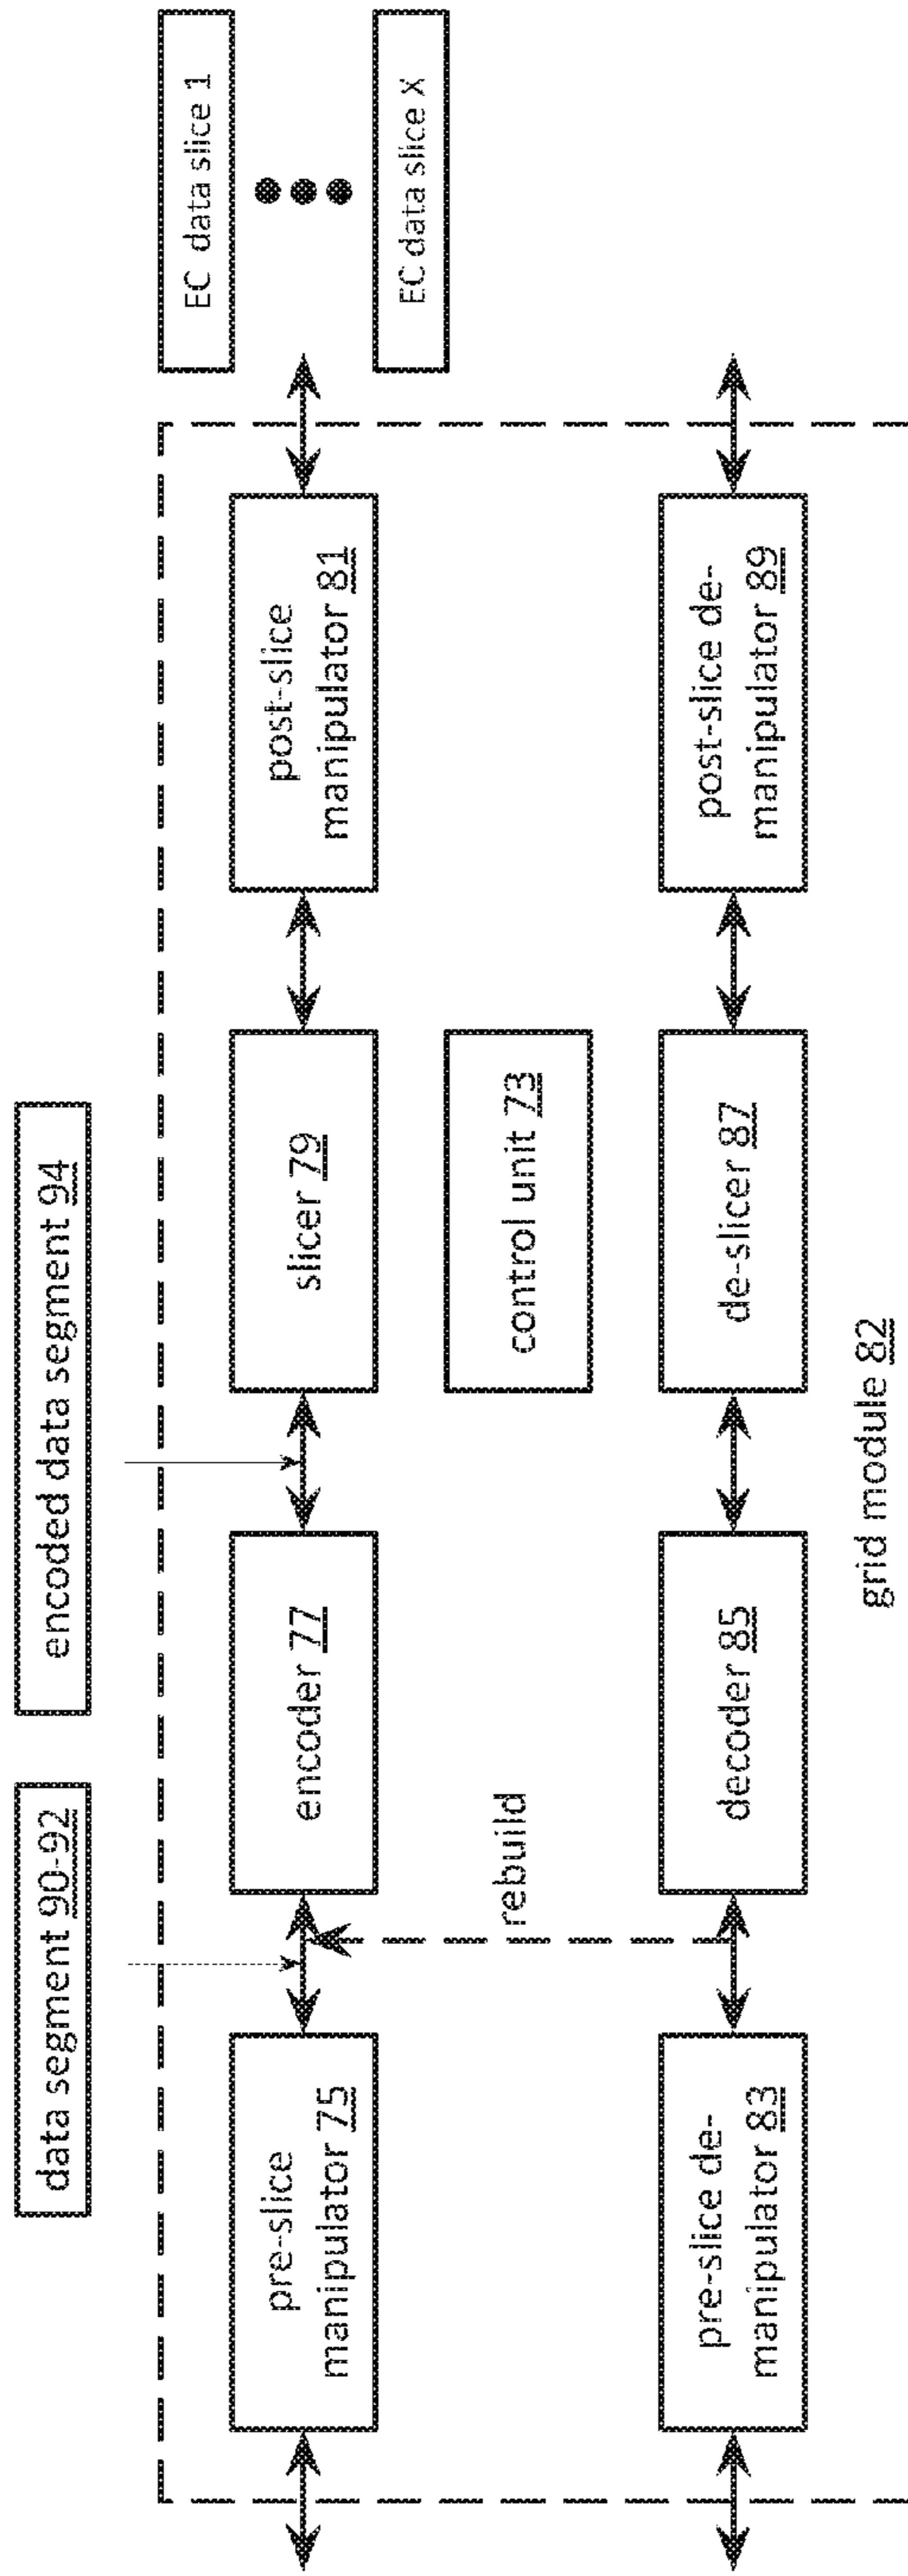 data segment 90-92
encoded data segment 94
EC data slice 1
EC data slice X
pre-slice
manipulator 75
encoder 77
slicer 79
post-slice
manipulator 81
rebuild
control unit 73
pre-slice de-
manipulator 83
decoder 85
de-slicer 87
post-slice de-
manipulator 89
grid module 82